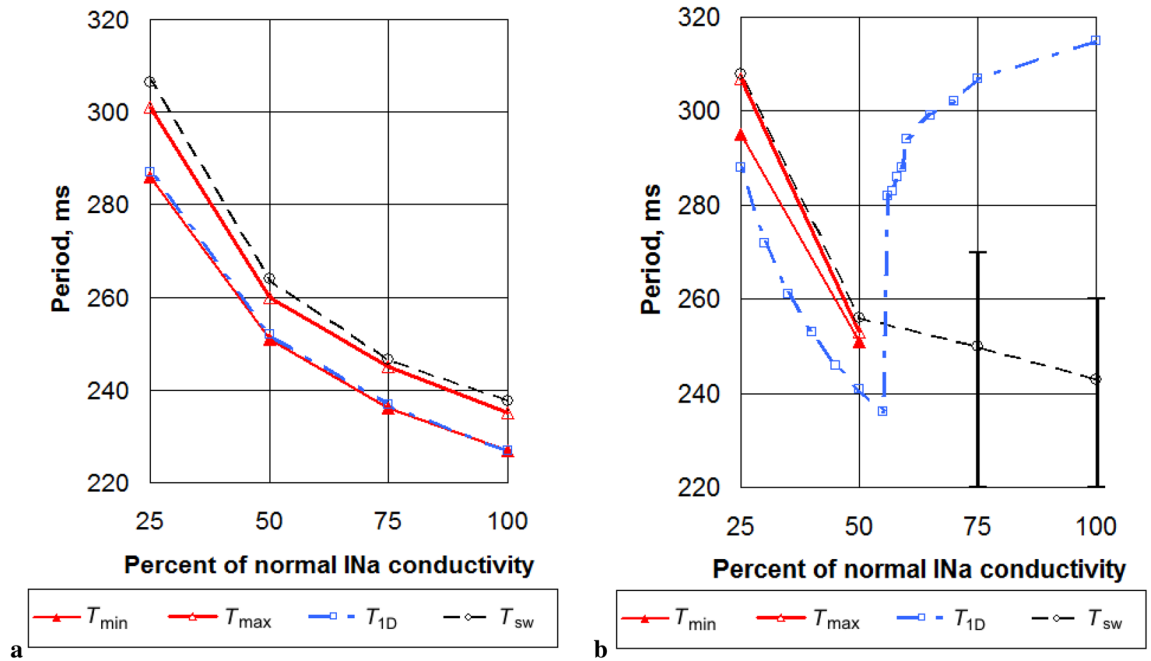 320
300
280
260
240
220
Period, ms
25 50 75 100
Percent of normal INa conductivity
Tmin Tmax T1D Tsw
a
320
300
280
260
240
220
Period, ms
25 50 75 100
Percent of normal INa conductivity
Tmin Tmax T1D Tsw
b